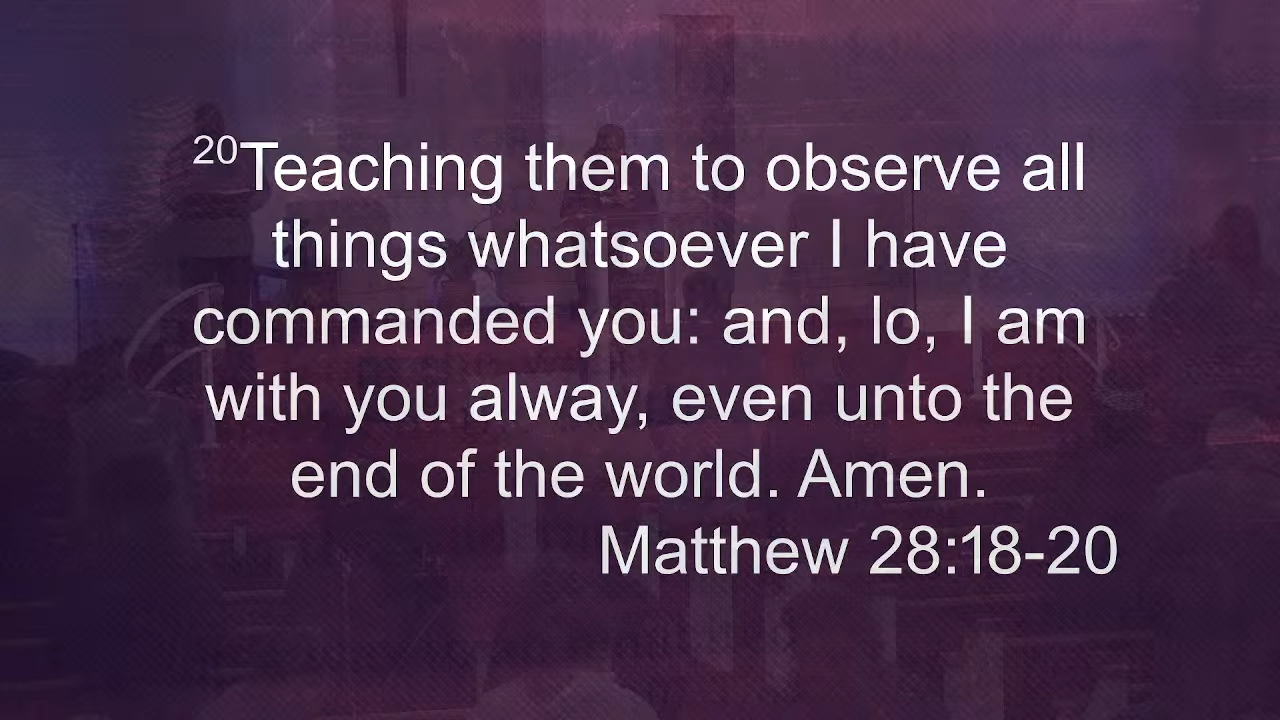 20Teaching them to observe all
things whatsoever I have
commanded you: and, lo, I am
with you alway, even unto the
end of the world. Amen.
Matthew 28:18-20